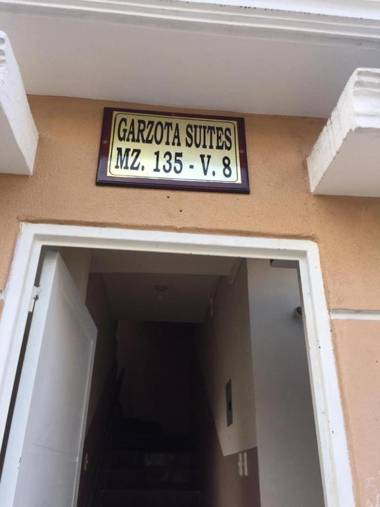 GARZOTA SUITES
MZ. 135 - V. 8